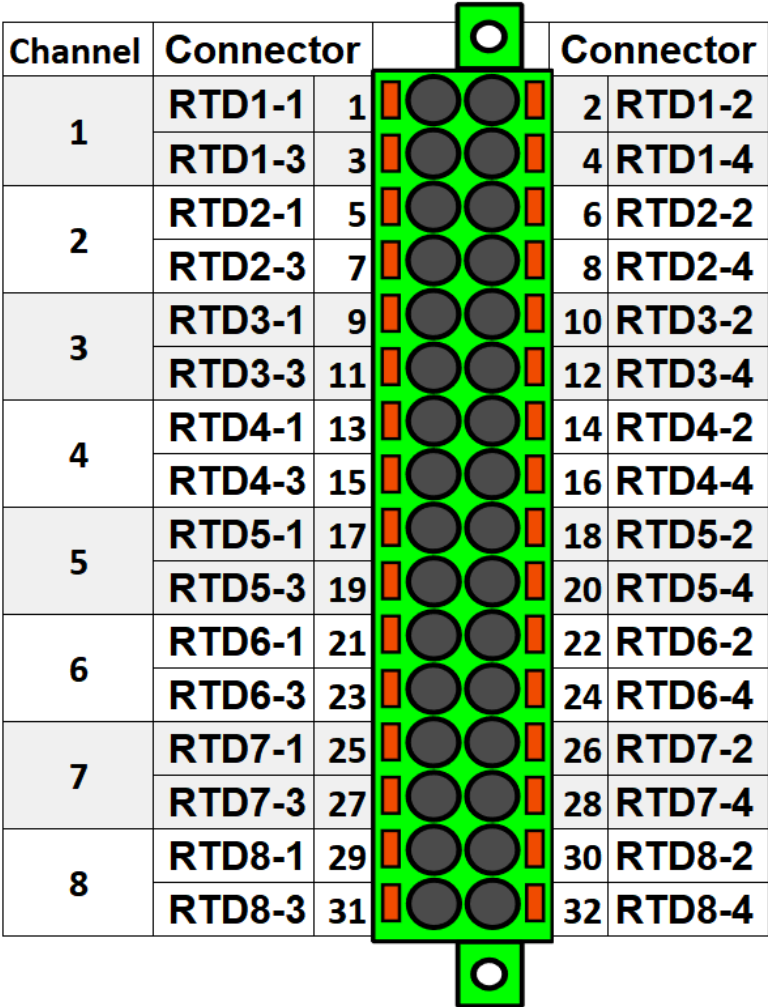 Channel Connector Connector
1
RTD1-1 1 2 RTD1-2
RTD1-3 3 4 RTD1-4
2
RTD2-1 5 6 RTD2-2
RTD2-3 7 8 RTD2-4
3
RTD3-1 9 10 RTD3-2
RTD3-3 11 12 RTD3-4
4
RTD4-1 13 14 RTD4-2
RTD4-3 15 16 RTD4-4
5
RTD5-1 17 18 RTD5-2
RTD5-3 19 20 RTD5-4
6
RTD6-1 21 22 RTD6-2
RTD6-3 23 24 RTD6-4
7
RTD7-1 25 26 RTD7-2
RTD7-3 27 28 RTD7-4
8
RTD8-1 29 30 RTD8-2
RTD8-3 31 32 RTD8-4